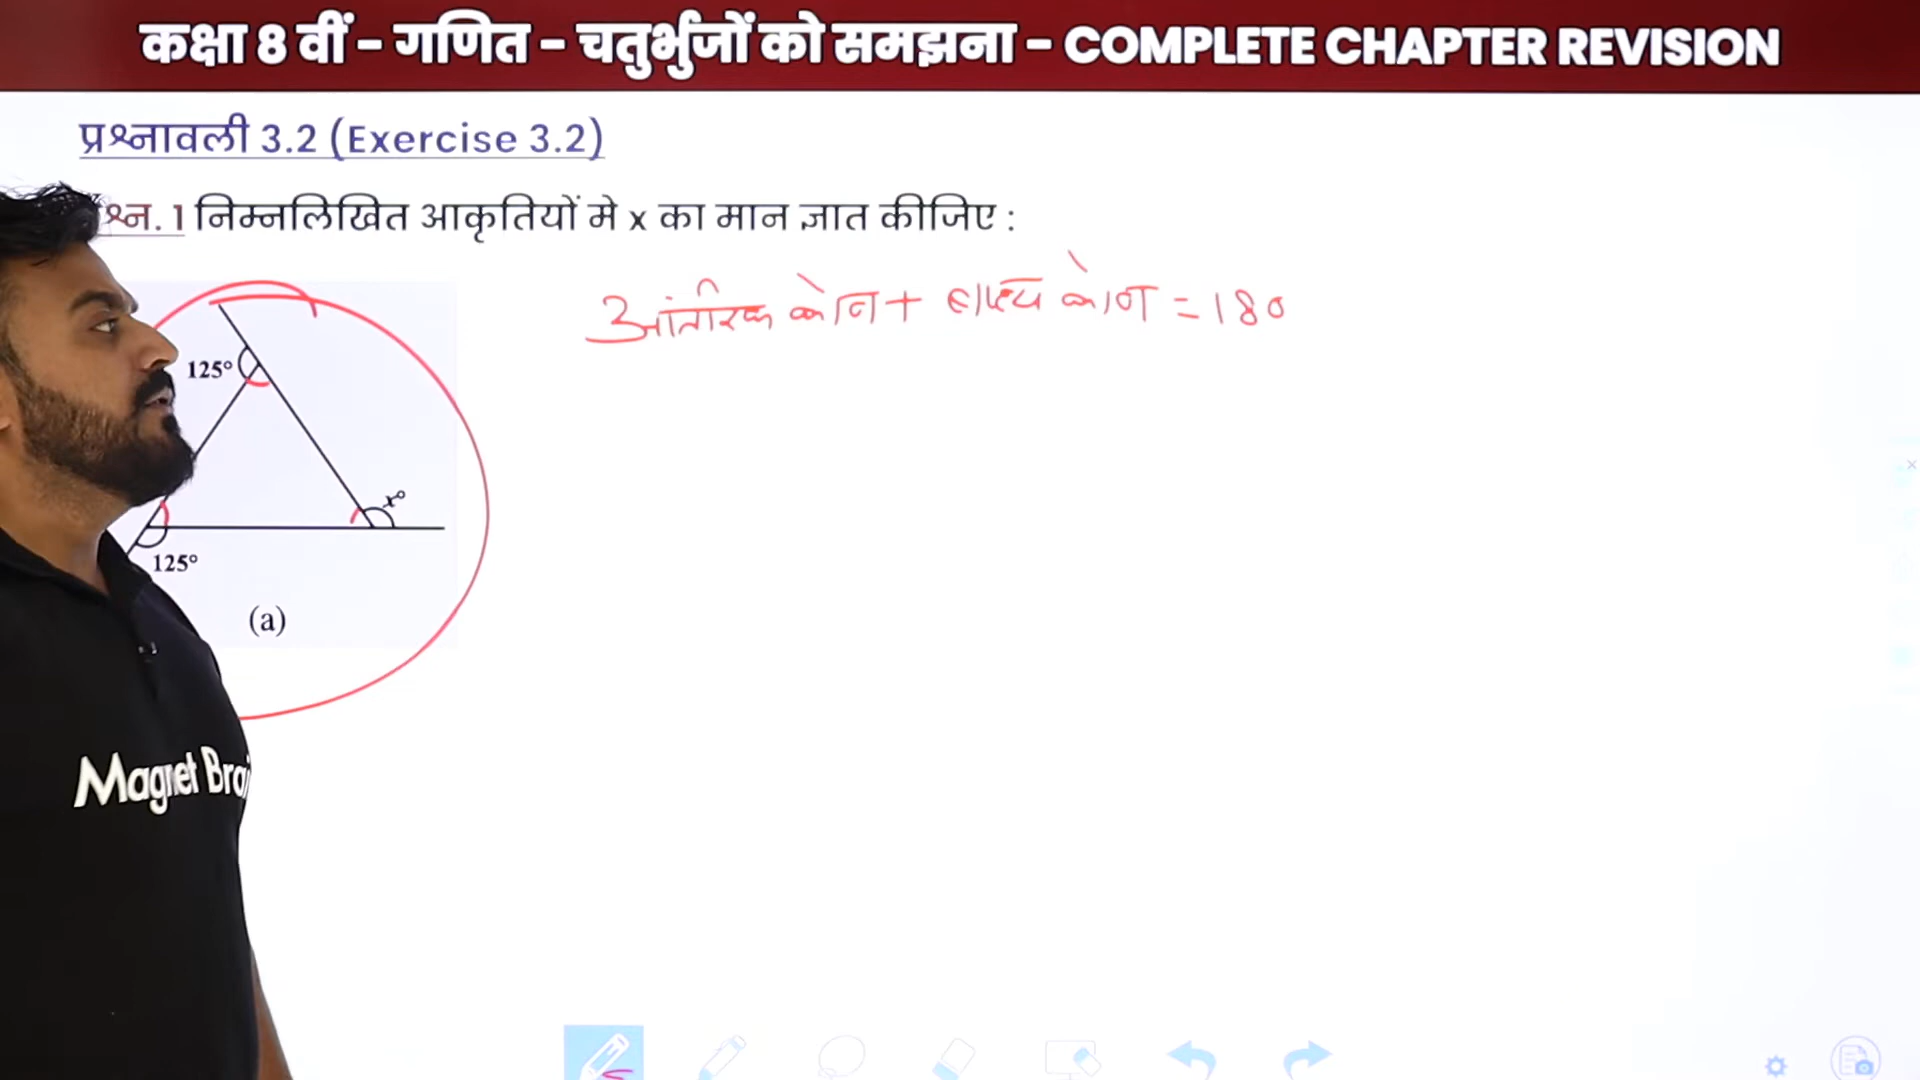 कक्षा 8 वीं – गणित – चतुर्भुजों को समझना – COMPLETE CHAPTER REVISION
प्रश्नावली 3.2 (Exercise 3.2)
श्न. 1 निम्नलिखित आकृतियों मे x का मान ज्ञात कीजिए :
आंतरिक कोण + बाह्य कोण = 180
125°
x°
125°
(a)
Magnet Brai